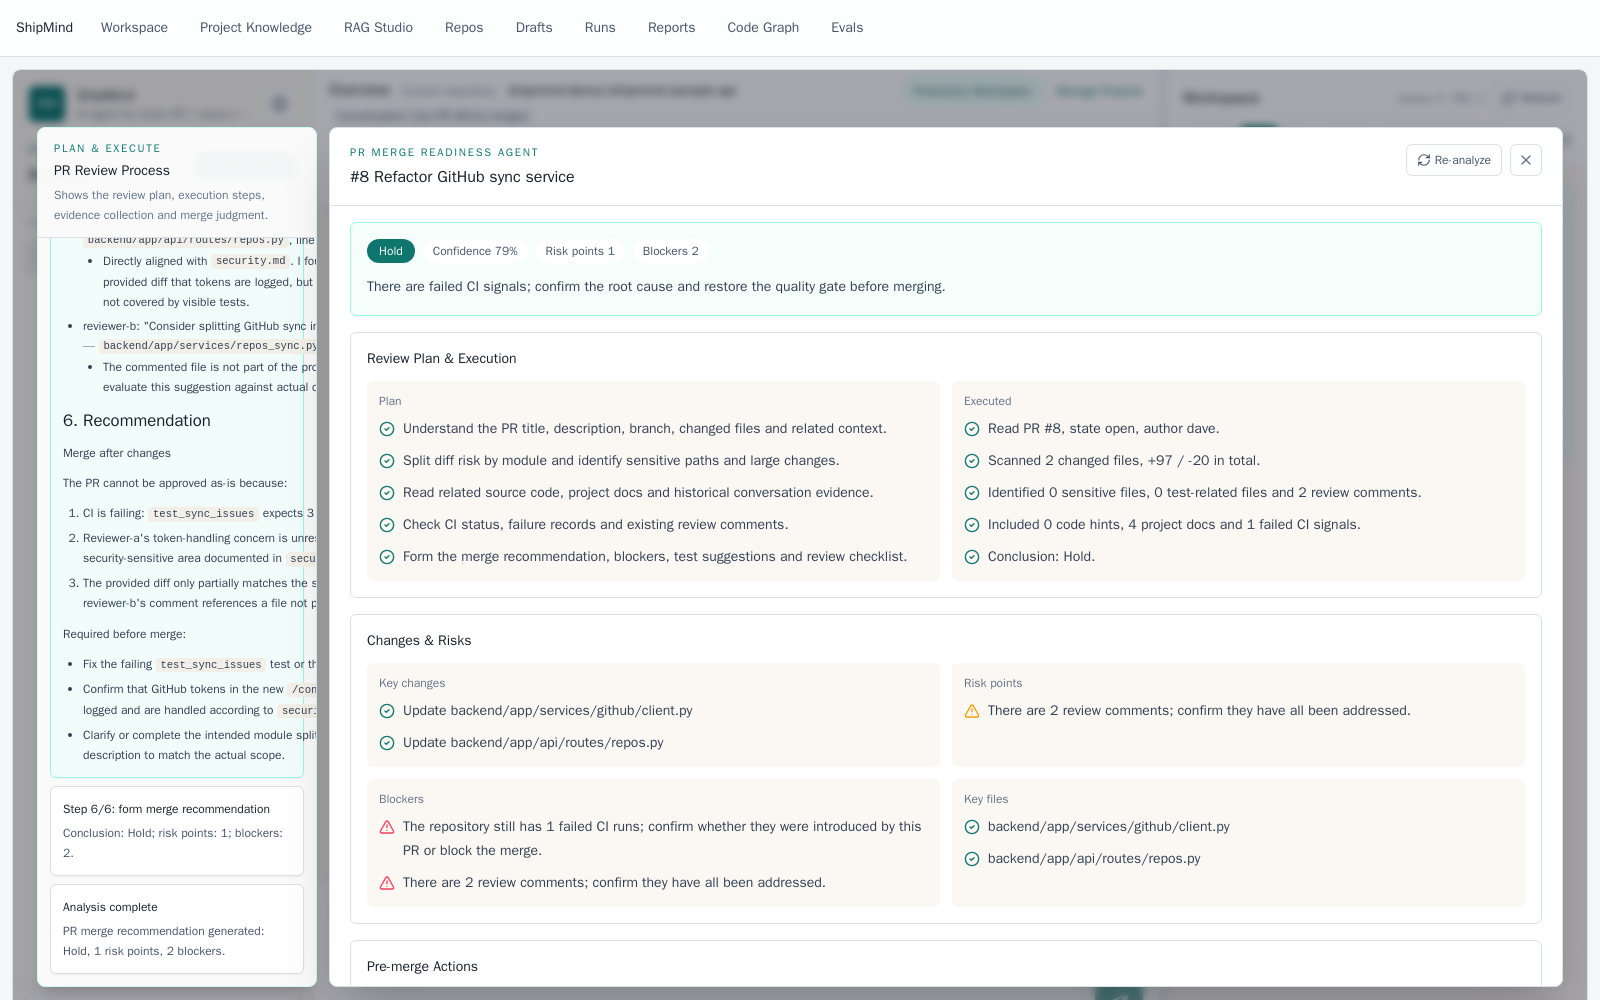 ShipMind Workspace Project Knowledge RAG Studio Repos Drafts Runs Reports Code Graph Evals
PLAN & EXECUTE
PR Review Process
Shows the review plan, execution steps,
evidence collection and merge judgment.
backend/app/api/routes/repos.py, line
Directly aligned with security.md. I fou
provided diff that tokens are logged, but
not covered by visible tests.
reviewer-b: "Consider splitting GitHub sync in
— backend/app/services/repos_sync.py
The commented file is not part of the pro
evaluate this suggestion against actual c
6. Recommendation
Merge after changes
The PR cannot be approved as-is because:
1. CI is failing: test_sync_issues expects 3
2. Reviewer-a's token-handling concern is unres
security-sensitive area documented in secu
3. The provided diff only partially matches the s
reviewer-b's comment references a file not p
Required before merge:
Fix the failing test_sync_issues test or th
Confirm that GitHub tokens in the new /con
logged and are handled according to securi
Clarify or complete the intended module split
description to match the actual scope.
Step 6/6: form merge recommendation
Conclusion: Hold; risk points: 1; blockers:
2.
Analysis complete
PR merge recommendation generated:
Hold, 1 risk points, 2 blockers.
PR MERGE READINESS AGENT
#8 Refactor GitHub sync service
Re-analyze
Hold Confidence 79% Risk points 1 Blockers 2
There are failed CI signals; confirm the root cause and restore the quality gate before merging.
Review Plan & Execution
Plan
Understand the PR title, description, branch, changed files and related context.
Split diff risk by module and identify sensitive paths and large changes.
Read related source code, project docs and historical conversation evidence.
Check CI status, failure records and existing review comments.
Form the merge recommendation, blockers, test suggestions and review checklist.
Executed
Read PR #8, state open, author dave.
Scanned 2 changed files, +97 / -20 in total.
Identified 0 sensitive files, 0 test-related files and 2 review comments.
Included 0 code hints, 4 project docs and 1 failed CI signals.
Conclusion: Hold.
Changes & Risks
Key changes
Update backend/app/services/github/client.py
Update backend/app/api/routes/repos.py
Risk points
There are 2 review comments; confirm they have all been addressed.
Blockers
The repository still has 1 failed CI runs; confirm whether they were introduced by this
PR or block the merge.
There are 2 review comments; confirm they have all been addressed.
Key files
backend/app/services/github/client.py
backend/app/api/routes/repos.py
Pre-merge Actions